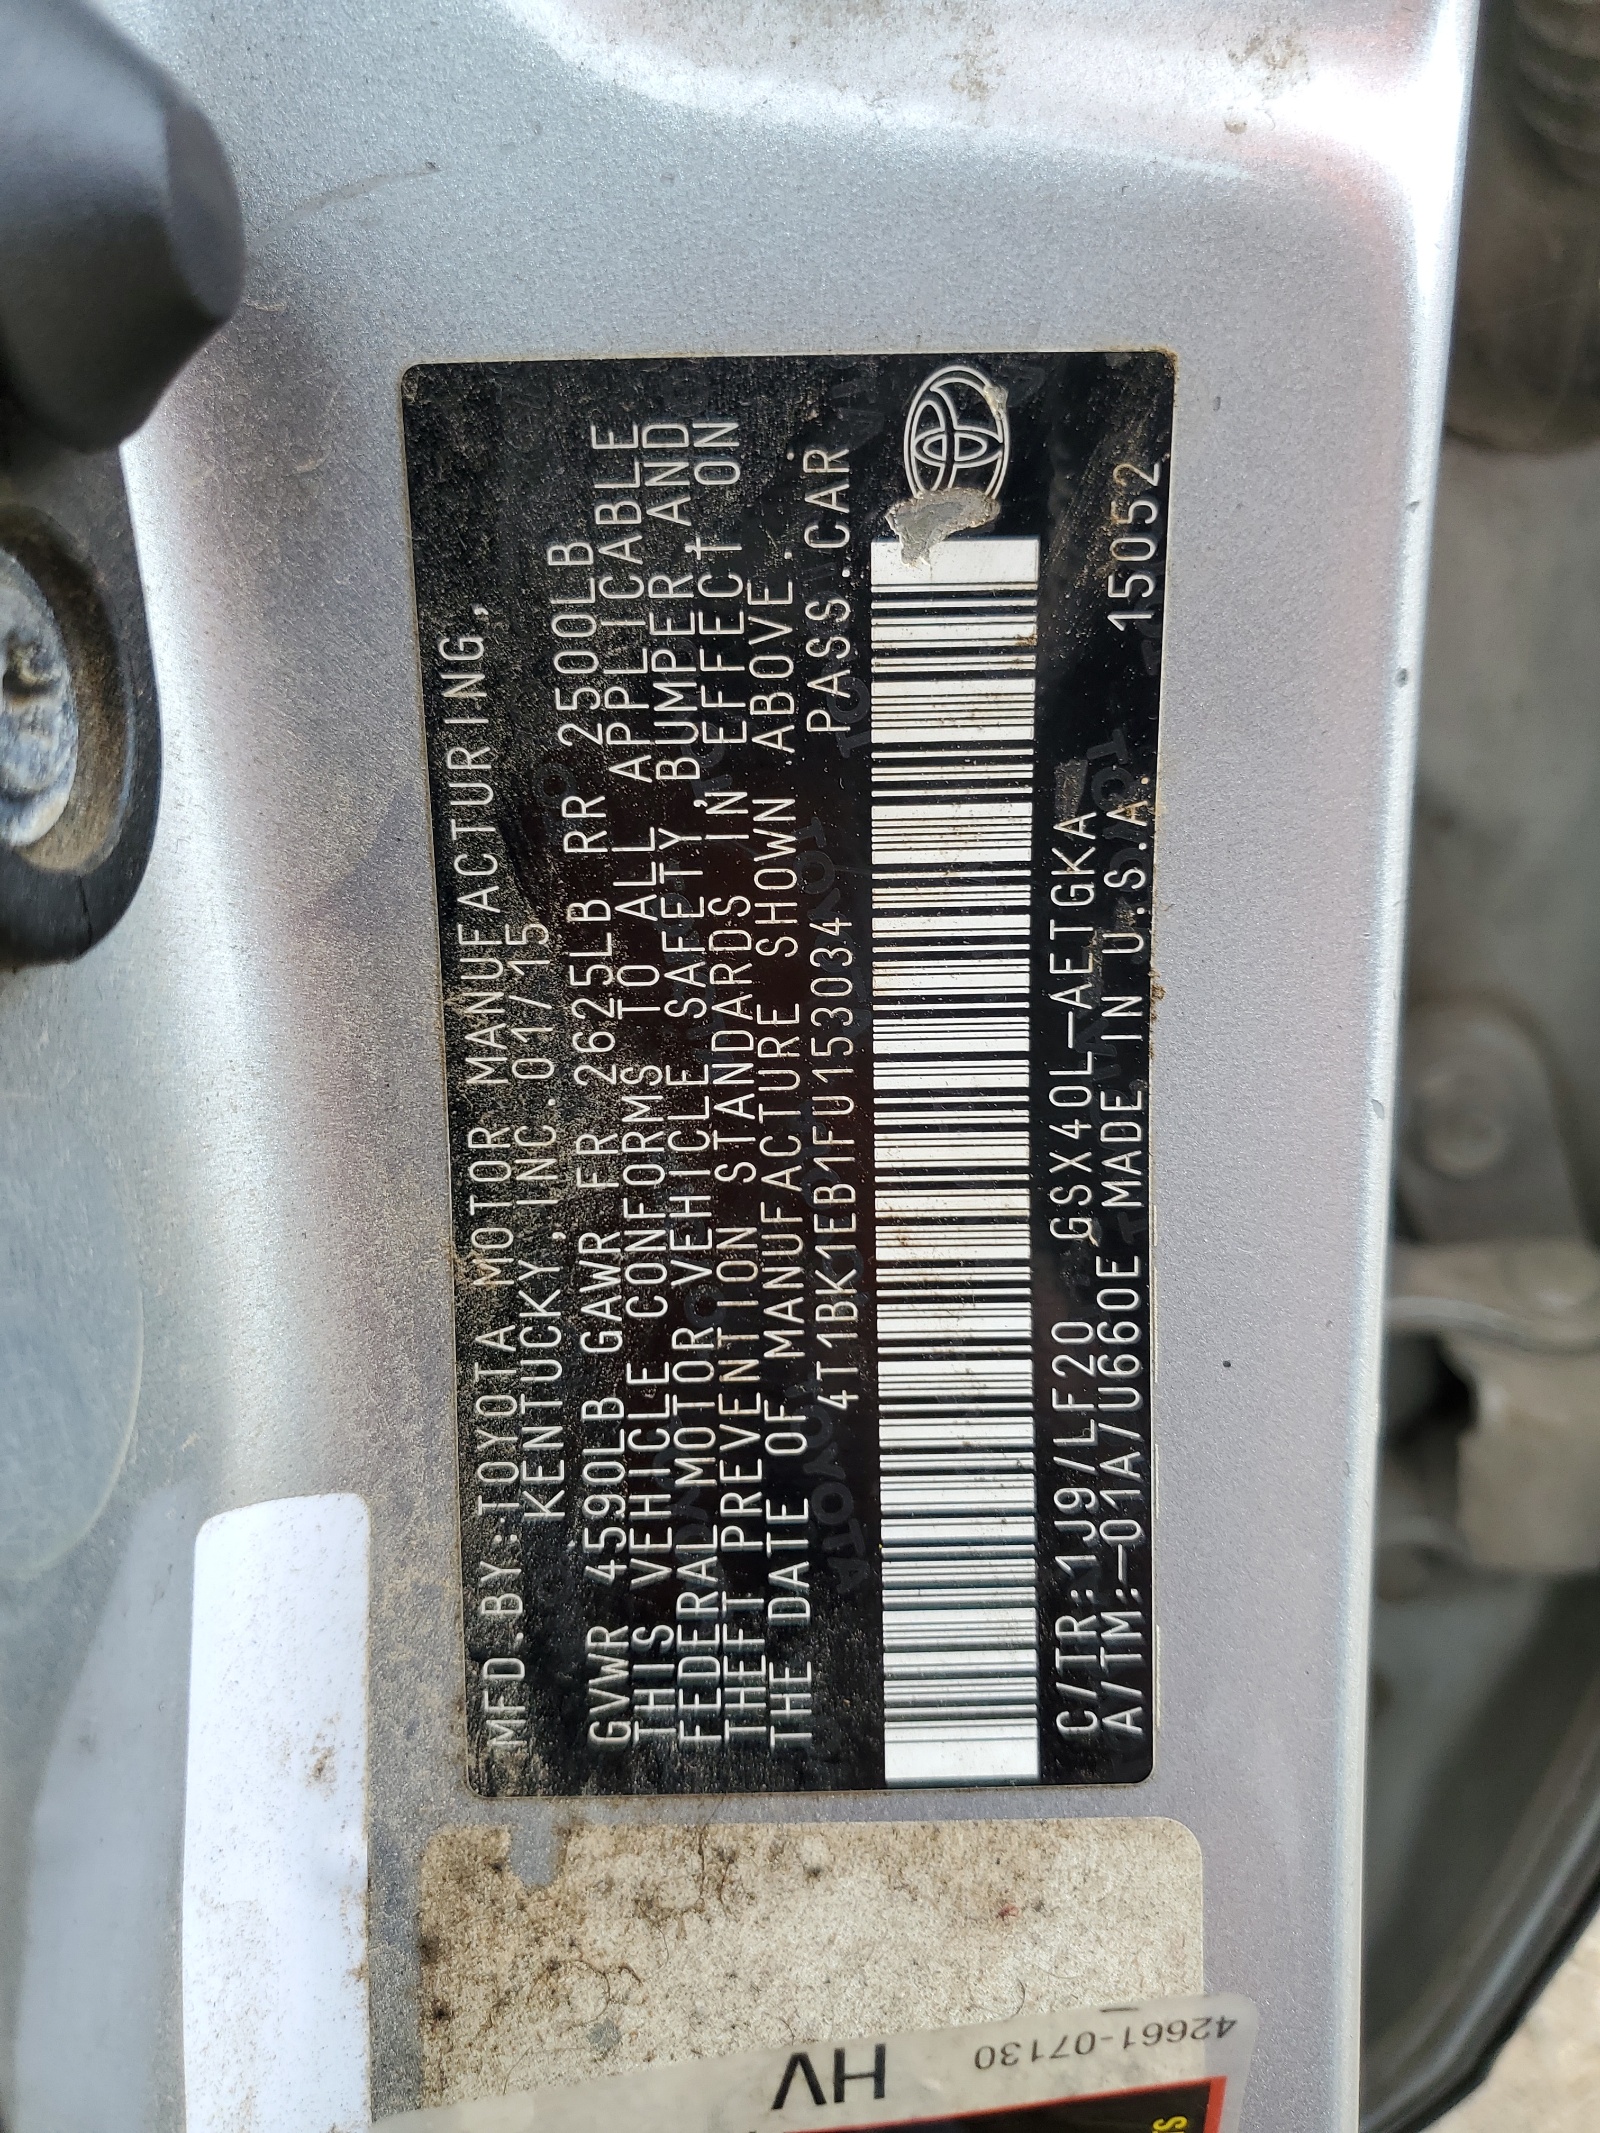 MFD.BY:TOYOTA MOTOR MANUFACTURING,
KENTUCKY,INC.01/15
GVWR 4590LB GAWR FR 2625LB RR 2500LB
THIS VEHICLE CONFORMS TO ALL APPLICABLE
FEDERAL MOTOR VEHICLE SAFETY, BUMPER AND
THEFT PREVENTION STANDARDS IN EFFECT ON
THE DATE OF MANUFACTURE SHOWN ABOVE.
4T1BK1EB1FU153034 PASS.CAR
C/TR:1J9/LF20 GSX40L-AETGKA
A/TM:-01A/U660E MADE IN U.S.A. 15052
42661-07130
HV